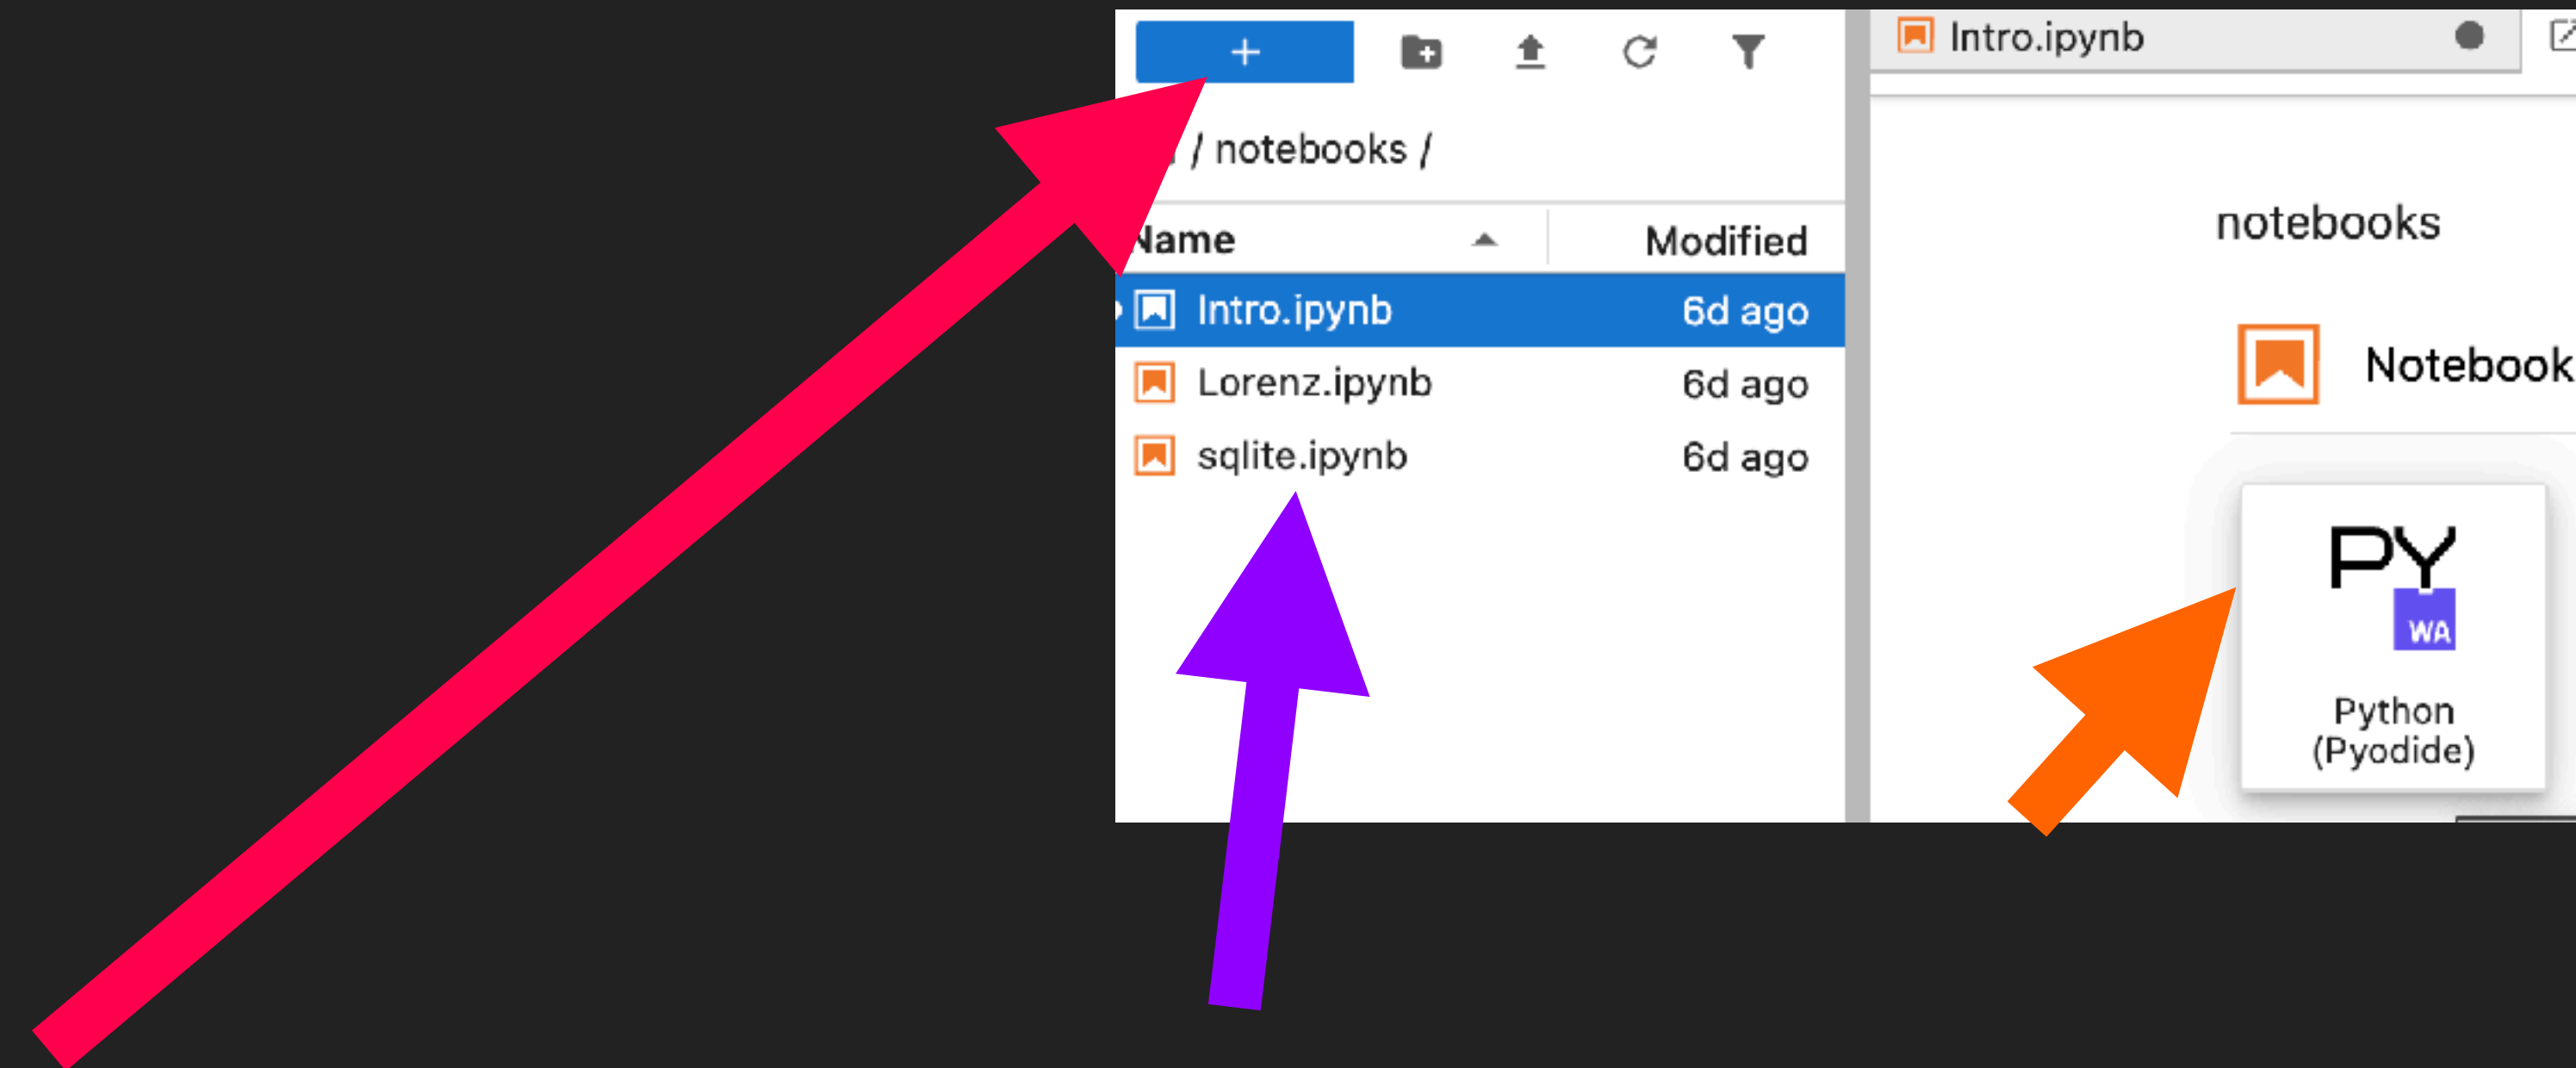 +
Intro.ipynb
/ notebooks /
Name
Modified
Intro.ipynb
6d ago
Lorenz.ipynb
6d ago
sqlite.ipynb
6d ago
notebooks
Notebook
PY
WA
Python
(Pyodide)